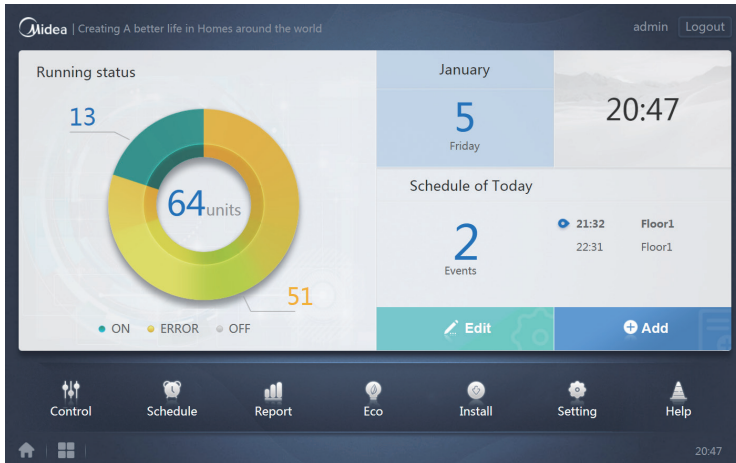 Midea | Creating A better life in Homes around the world
admin Logout
Running status
13
64units
51
ON ERROR OFF
January
5
Friday
20:47
Schedule of Today
2
Events
21:32 Floor1
22:31 Floor1
Edit
Add
Control Schedule Report Eco Install Setting Help
20:47